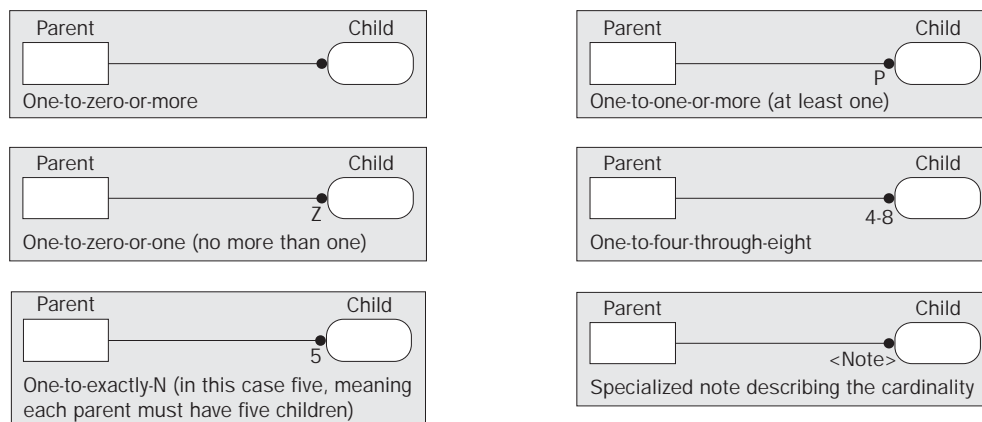 Parent Child
One-to-zero-or-more
Parent Child
P
One-to-one-or-more (at least one)
Parent Child
Z
One-to-zero-or-one (no more than one)
Parent Child
4-8
One-to-four-through-eight
Parent Child
5
One-to-exactly-N (in this case five, meaning
each parent must have five children)
Parent Child
<Note>
Specialized note describing the cardinality